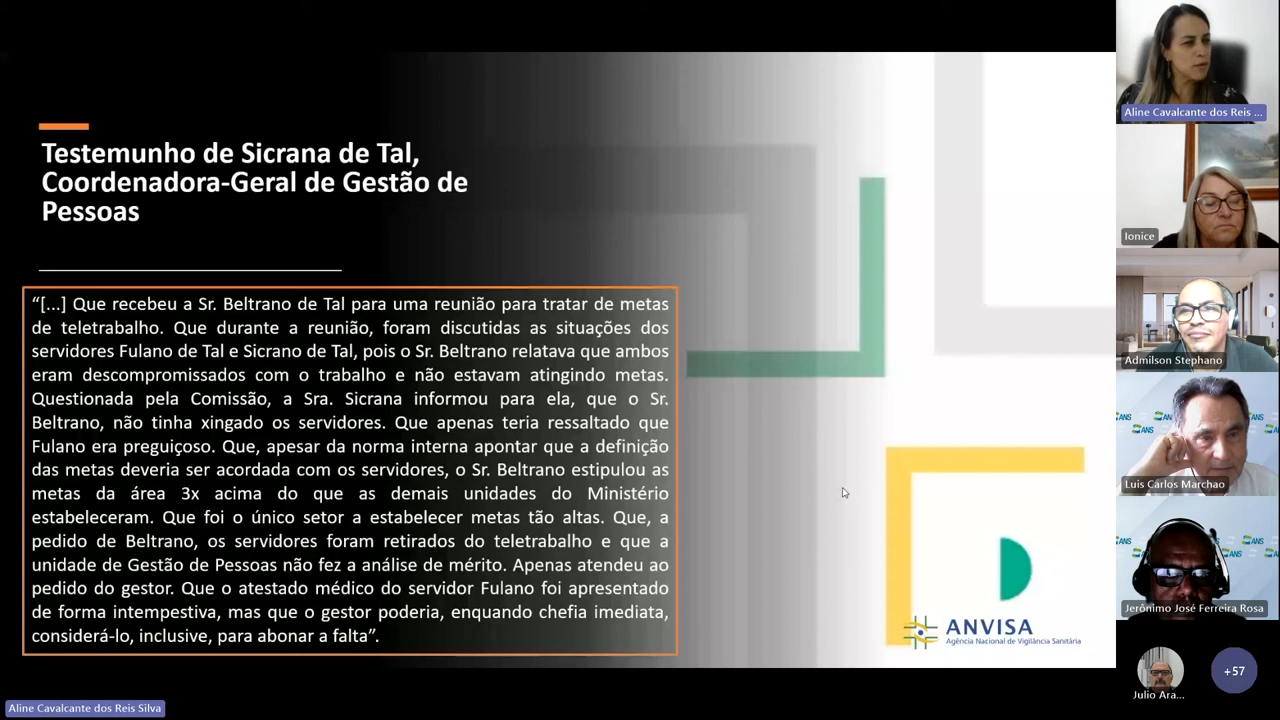 Testemunho de Sicrana de Tal,
Coordenadora-Geral de Gestão de
Pessoas
“[...] Que recebeu a Sr. Beltrano de Tal para uma reunião para tratar de metas
de teletrabalho. Que durante a reunião, foram discutidas as situações dos
servidores Fulano de Tal e Sicrano de Tal, pois o Sr. Beltrano relatava que ambos
eram descompromissados com o trabalho e não estavam atingindo metas.
Questionada pela Comissão, a Sra. Sicrana informou para ela, que o Sr.
Beltrano, não tinha xingado os servidores. Que apenas teria ressaltado que
Fulano era preguiçoso. Que, apesar da norma interna apontar que a definição
das metas deveria ser acordada com os servidores, o Sr. Beltrano estipulou as
metas da área 3x acima do que as demais unidades do Ministério
estabeleceram. Que foi o único setor a estabelecer metas tão altas. Que, a
pedido de Beltrano, os servidores foram retirados do teletrabalho e que a
unidade de Gestão de Pessoas não fez a análise de mérito. Apenas atendeu ao
pedido do gestor. Que o atestado médico do servidor Fulano foi apresentado
de forma intempestiva, mas que o gestor poderia, enquando chefia imediata,
considerá-lo, inclusive, para abonar a falta”.
ANVISA
Agência Nacional de Vigilância Sanitária
Aline Cavalcante dos Reis ...
Ionice
Admilson Stephano
ANS
ANS
Luis Carlos Marchao
ANS
ANS
Jerônimo José Ferreira Rosa
Julio Ara...
+57
Aline Cavalcante dos Reis Silva